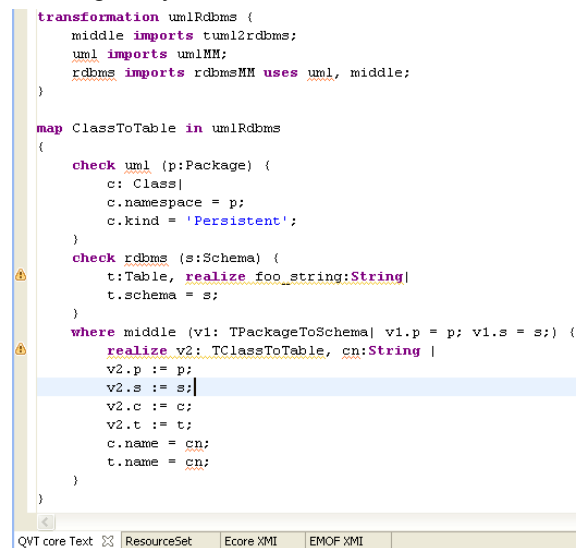 transformation umlRdbms {
    middle imports tuml2rdbms;
    uml imports umlMM;
    rdbms imports rdbmsMM uses uml, middle;
}

map ClassToTable in umlRdbms
{
    check uml (p:Package) {
        c: Class|
        c.namespace = p;
        c.kind = 'Persistent';
    }
    check rdbms (s:Schema) {
        t:Table, realize foo_string:String|
        t.schema = s;
    }
    where middle (v1: TPackageToSchema| v1.p = p; v1.s = s;) {
        realize v2: TClassToTable, cn:String |
        v2.p := p;
        v2.s := s;
        v2.c := c;
        v2.t := t;
        c.name = cn;
        t.name = cn;
    }
}
QVT core Text ResourceSet Ecore XMI EMOF XMI